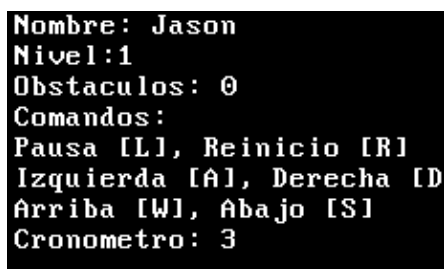 Nombre: Jason
Nivel:1
Obstaculos: 0
Comandos:
Pausa [L], Reinicio [R]
Izquierda [A], Derecha [D
Arriba [W], Abajo [S]
Cronometro: 3